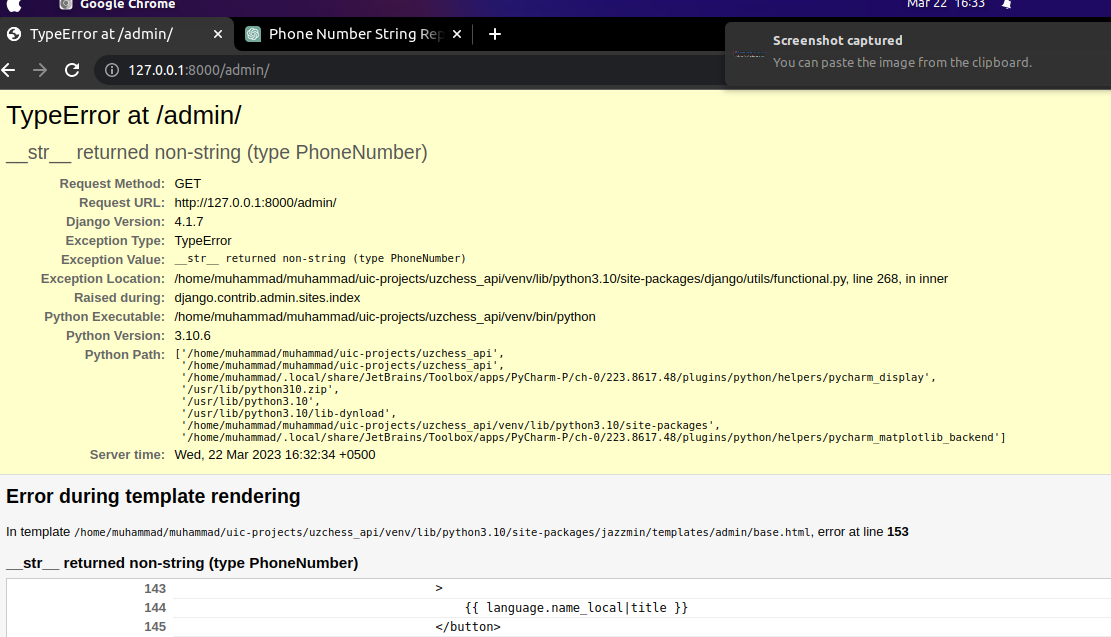 Google Chrome
Mar 22 16:33
TypeError at /admin/
Phone Number String Rep
127.0.0.1:8000/admin/
Screenshot captured
You can paste the image from the clipboard.
TypeError at /admin/
__str__ returned non-string (type PhoneNumber)
Request Method: GET
Request URL: http://127.0.0.1:8000/admin/
Django Version: 4.1.7
Exception Type: TypeError
Exception Value: __str__ returned non-string (type PhoneNumber)
Exception Location: /home/muhammad/muhammad/uic-projects/uzchess_api/venv/lib/python3.10/site-packages/django/utils/functional.py, line 268, in inner
Raised during: django.contrib.admin.sites.index
Python Executable: /home/muhammad/muhammad/uic-projects/uzchess_api/venv/bin/python
Python Version: 3.10.6
Python Path: ['/home/muhammad/muhammad/uic-projects/uzchess_api',
'/home/muhammad/muhammad/uic-projects/uzchess_api',
'/home/muhammad/.local/share/JetBrains/Toolbox/apps/PyCharm-P/ch-0/223.8617.48/plugins/python/helpers/pycharm_display',
'/usr/lib/python310.zip',
'/usr/lib/python3.10',
'/usr/lib/python3.10/lib-dynload',
'/home/muhammad/muhammad/uic-projects/uzchess_api/venv/lib/python3.10/site-packages',
'/home/muhammad/.local/share/JetBrains/Toolbox/apps/PyCharm-P/ch-0/223.8617.48/plugins/python/helpers/pycharm_matplotlib_backend']
Server time: Wed, 22 Mar 2023 16:32:34 +0500
Error during template rendering
In template /home/muhammad/muhammad/uic-projects/uzchess_api/venv/lib/python3.10/site-packages/jazzmin/templates/admin/base.html, error at line 153
__str__ returned non-string (type PhoneNumber)
143 >
144 {{ language.name_local|title }}
145 </button>